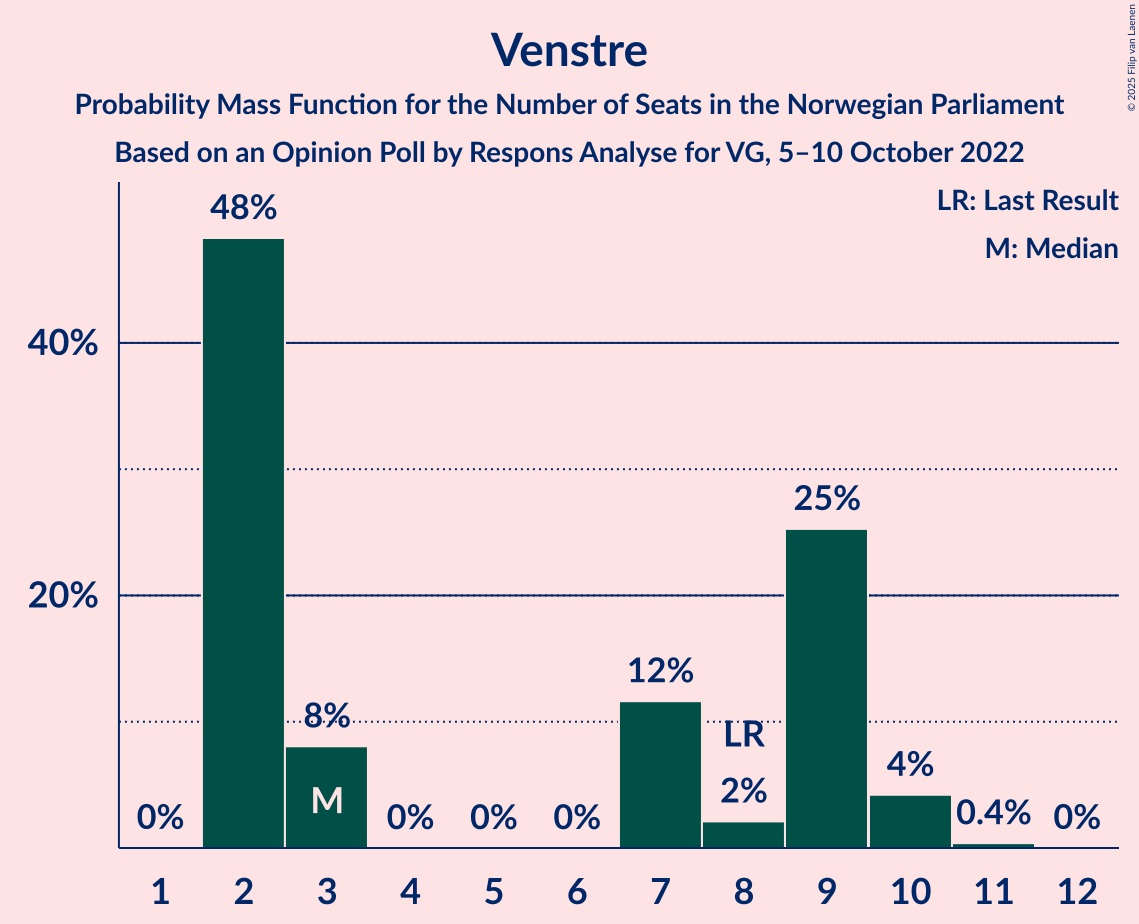 Venstre
Probability Mass Function for the Number of Seats in the Norwegian Parliament
Based on an Opinion Poll by Respons Analyse for VG, 5–10 October 2022
© 2025 Filip van Laenen
LR: Last Result
M: Median
40%
20%
0%
48%
8%
M
0%
0%
0%
12%
LR
2%
25%
4%
0.4%
0%
1 2 3 4 5 6 7 8 9 10 11 12